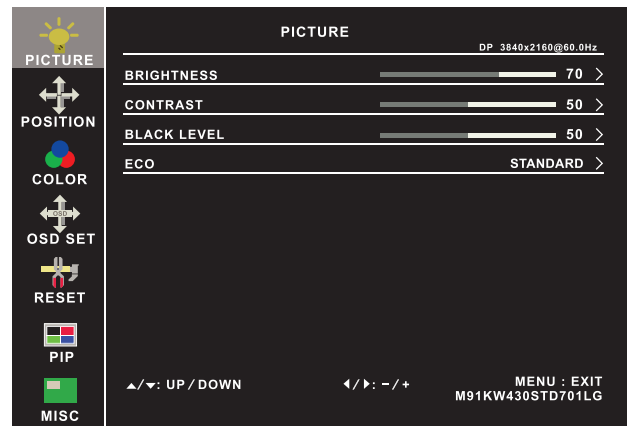 PICTURE
POSITION
COLOR
OSD
OSD SET
RESET
PIP
MISC
PICTURE
DP 3840x2160@60.0Hz
BRIGHTNESS 70 >
CONTRAST 50 >
BLACK LEVEL 50 >
ECO STANDARD >
▲/▼: UP / DOWN ◀/▶: - / + MENU : EXIT
M91KW430STD701LG